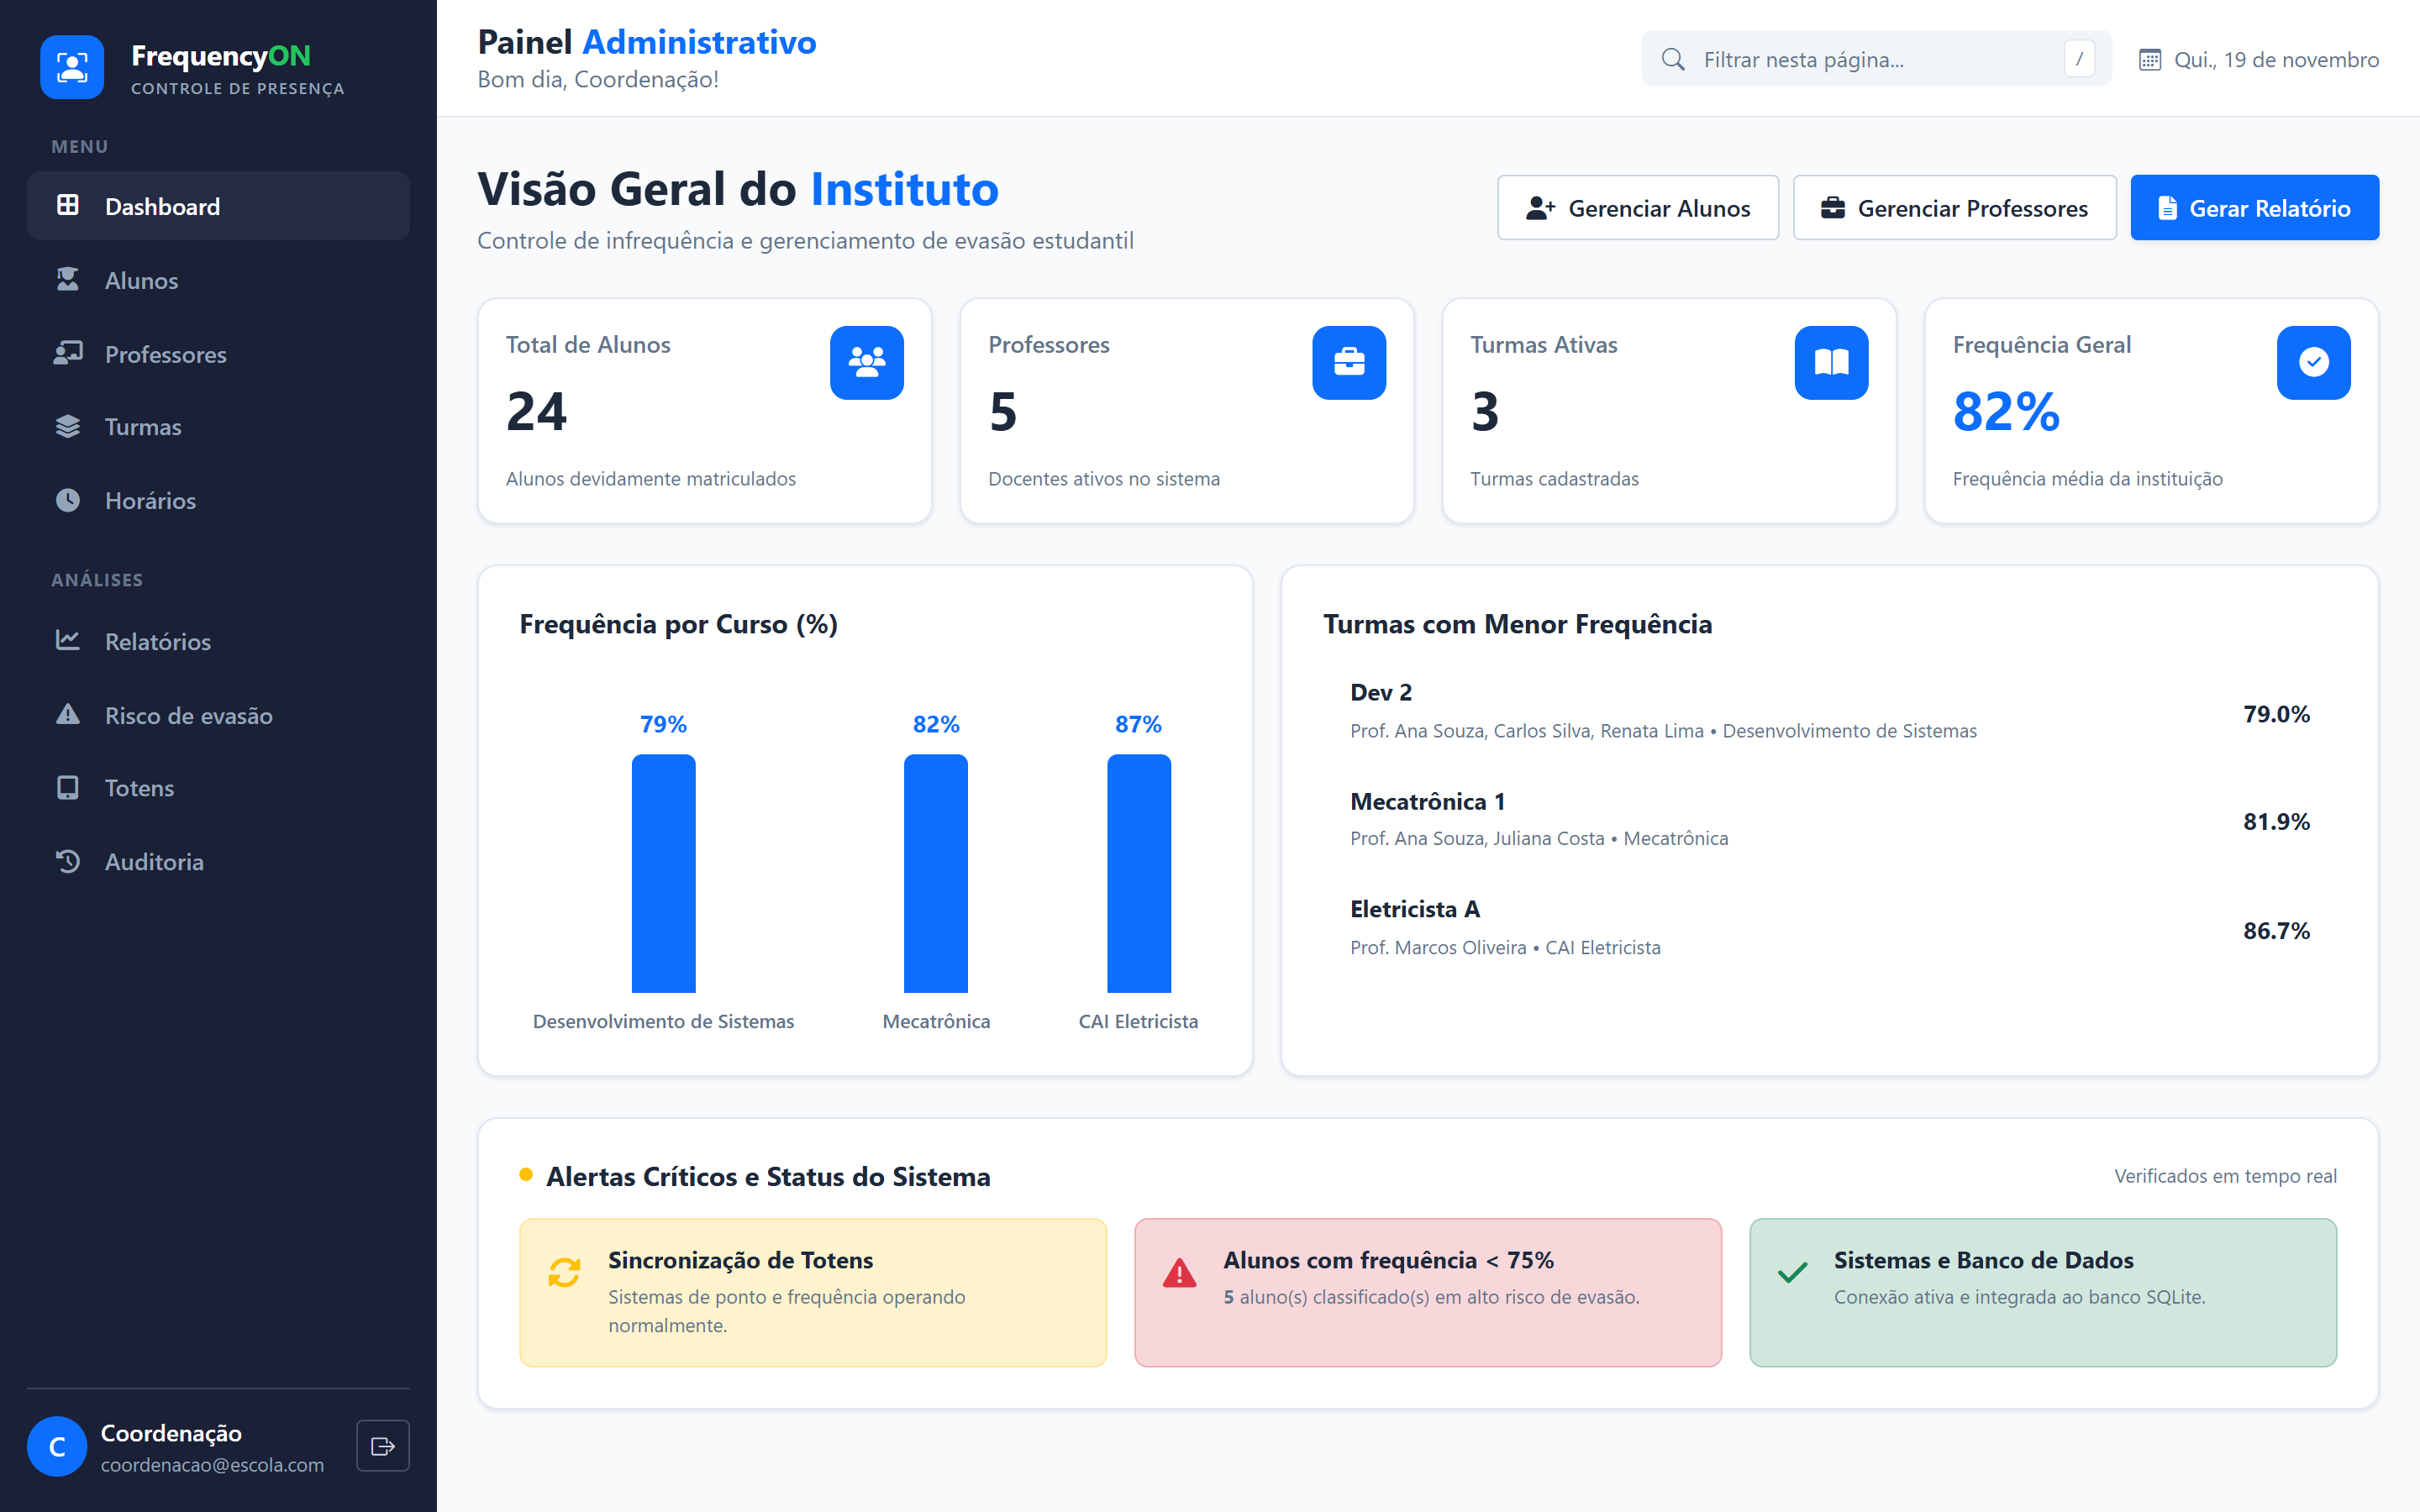 FrequencyON
CONTROLE DE PRESENÇA
MENU
Dashboard
Alunos
Professores
Turmas
Horários
ANÁLISES
Relatórios
Risco de evasão
Totens
Auditoria
C
Coordenação
coordenacao@escola.com
Painel Administrativo
Bom dia, Coordenação!
Filtrar nesta página...
/
Qui., 19 de novembro
Visão Geral do Instituto
Controle de infrequência e gerenciamento de evasão estudantil
Gerenciar Alunos
Gerenciar Professores
Gerar Relatório
Total de Alunos
24
Alunos devidamente matriculados
Professores
5
Docentes ativos no sistema
Turmas Ativas
3
Turmas cadastradas
Frequência Geral
82%
Frequência média da instituição
Frequência por Curso (%)
79%
82%
87%
Desenvolvimento de Sistemas
Mecatrônica
CAI Eletricista
Turmas com Menor Frequência
Dev 2
Prof. Ana Souza, Carlos Silva, Renata Lima • Desenvolvimento de Sistemas
79.0%
Mecatrônica 1
Prof. Ana Souza, Juliana Costa • Mecatrônica
81.9%
Eletricista A
Prof. Marcos Oliveira • CAI Eletricista
86.7%
Alertas Críticos e Status do Sistema
Verificados em tempo real
Sincronização de Totens
Sistemas de ponto e frequência operando
normalmente.
Alunos com frequência < 75%
5 aluno(s) classificado(s) em alto risco de evasão.
Sistemas e Banco de Dados
Conexão ativa e integrada ao banco SQLite.